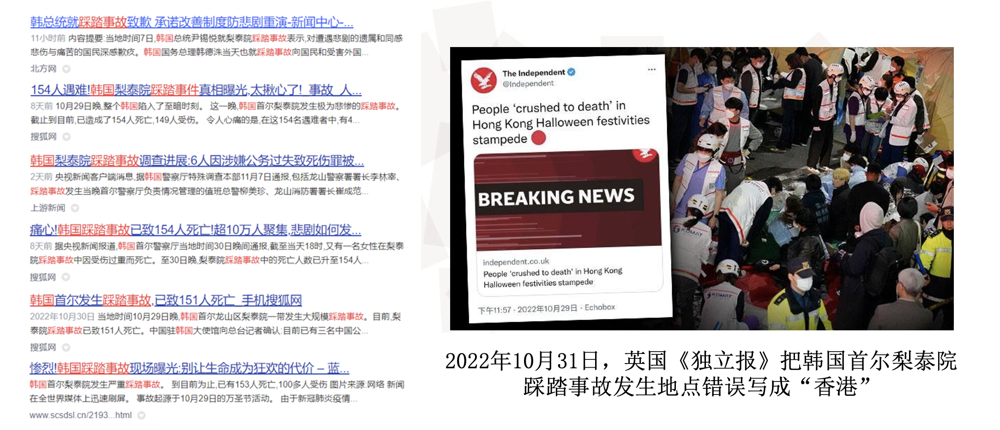 韩总统就踩踏事故致歉 承诺改善制度防悲剧重演-新闻中心-...
11小时前 内容提要:当地时间7日,韩国总统尹锡悦就梨泰院踩踏事故表示,对遭遇悲剧的遗属和同感
悲伤与痛苦的国民深感歉疚。韩国国务总理韩德洙当天也就踩踏事故向国民和受害外国...
北方网
154人遇难!韩国梨泰院踩踏事件真相曝光,太揪心了!_事故_人...
8天前 10月29日晚,整个韩国陷入了至暗时刻。 这一晚,韩国首尔梨泰院发生极为悲惨的踩踏事故。
截止到目前,已造成了154人死亡,149人受伤。 令人心痛的是,在这154名遇难者中,有4...
搜狐网
韩国梨泰院踩踏事故调查进展:6人因涉嫌公务过失致死伤罪被...
2天前 央视新闻客户端消息,据韩国警察厅特殊调查本部11月7日通报,包括龙山警察署署长李林宰、
踩踏事故发生当晚首尔警察厅负责情况管理的值班总警柳美珍、龙山消防署署长崔成范...
上游新闻
痛心!韩国踩踏事故已致154人死亡!超10万人聚集,悲剧如何发...
8天前 据央视新闻报道,韩国首尔警察厅当地时间30日晚间通报,截至当天18时,又有一名女性在梨泰
院踩踏事故中因受伤过重而死亡。至30日晚,梨泰院踩踏事故中的死亡人数已升至154人...
搜狐网
韩国首尔发生踩踏事故,已致151人死亡_手机搜狐网
2022年10月30日 当地时间10月29日晚,韩国首尔龙山区梨泰院一带发生大规模踩踏事故。目前,梨
泰院踩踏事故已致151人死亡。中国驻韩国大使馆向总台记者确认:目前已有三名中国公...
搜狐网
惨烈!韩国踩踏事故现场曝光:别让生命成为狂欢的代价 – 蓝...
韩国首尔梨泰院发生严重踩踏事故。 到目前为止,已有153人死亡,100多人受伤 图片来源:网络 新闻
在全世界媒体上迅速刷屏。 事故起源于10月29日的万圣节活动。 由于新冠肺炎疫情...
www.scsdsl.cn/2193...html
The Independent
@Independent
People ‘crushed to death’ in
Hong Kong Halloween festivities
stampede
BREAKING NEWS
independent.co.uk
People ‘crushed to death’ in Hong Kong
Halloween festivities stampede
下午11:57 · 2022年10月29日 · Echobox
KOMAT
KOMAT
2022年10月31日，英国《独立报》把韩国首尔梨泰院
踩踏事故发生地点错误写成“香港”